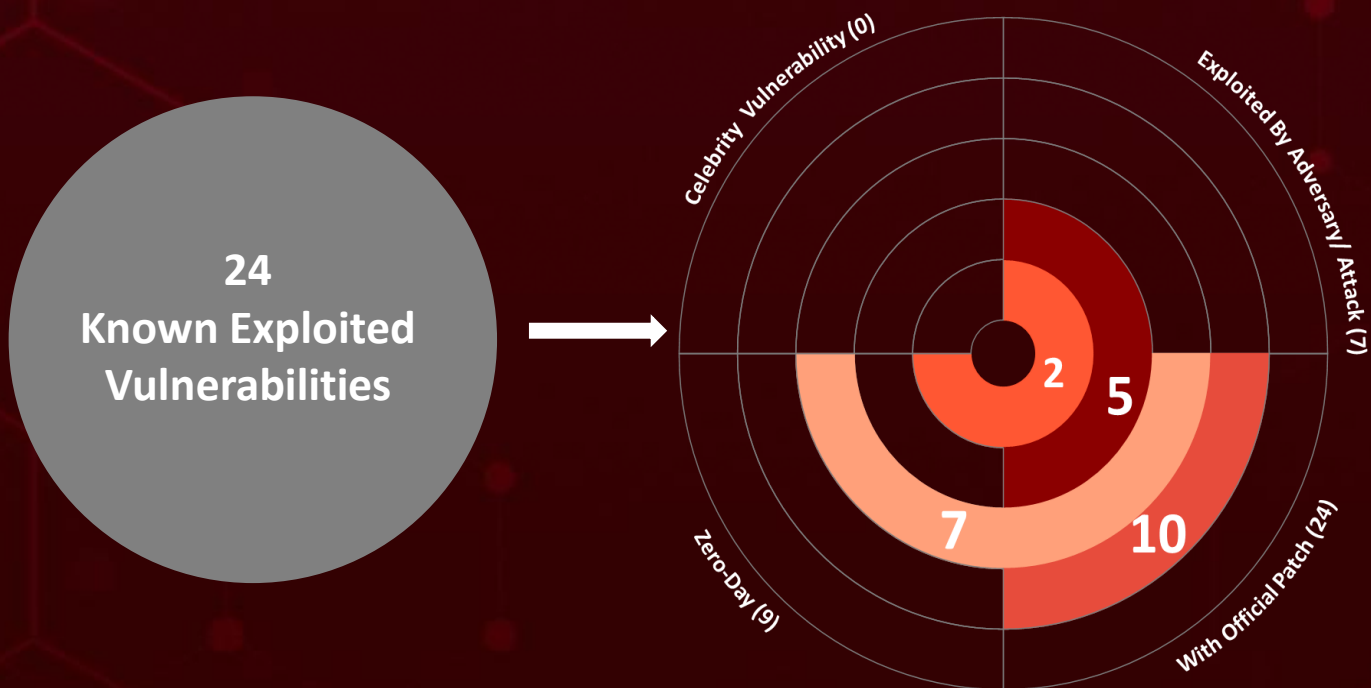 24
Known Exploited
Vulnerabilities
Celebrity Vulnerability (0)
Exploited By Adversary/ Attack (7)
2
5
7
10
Zero-Day (9)
With Official Patch (24)